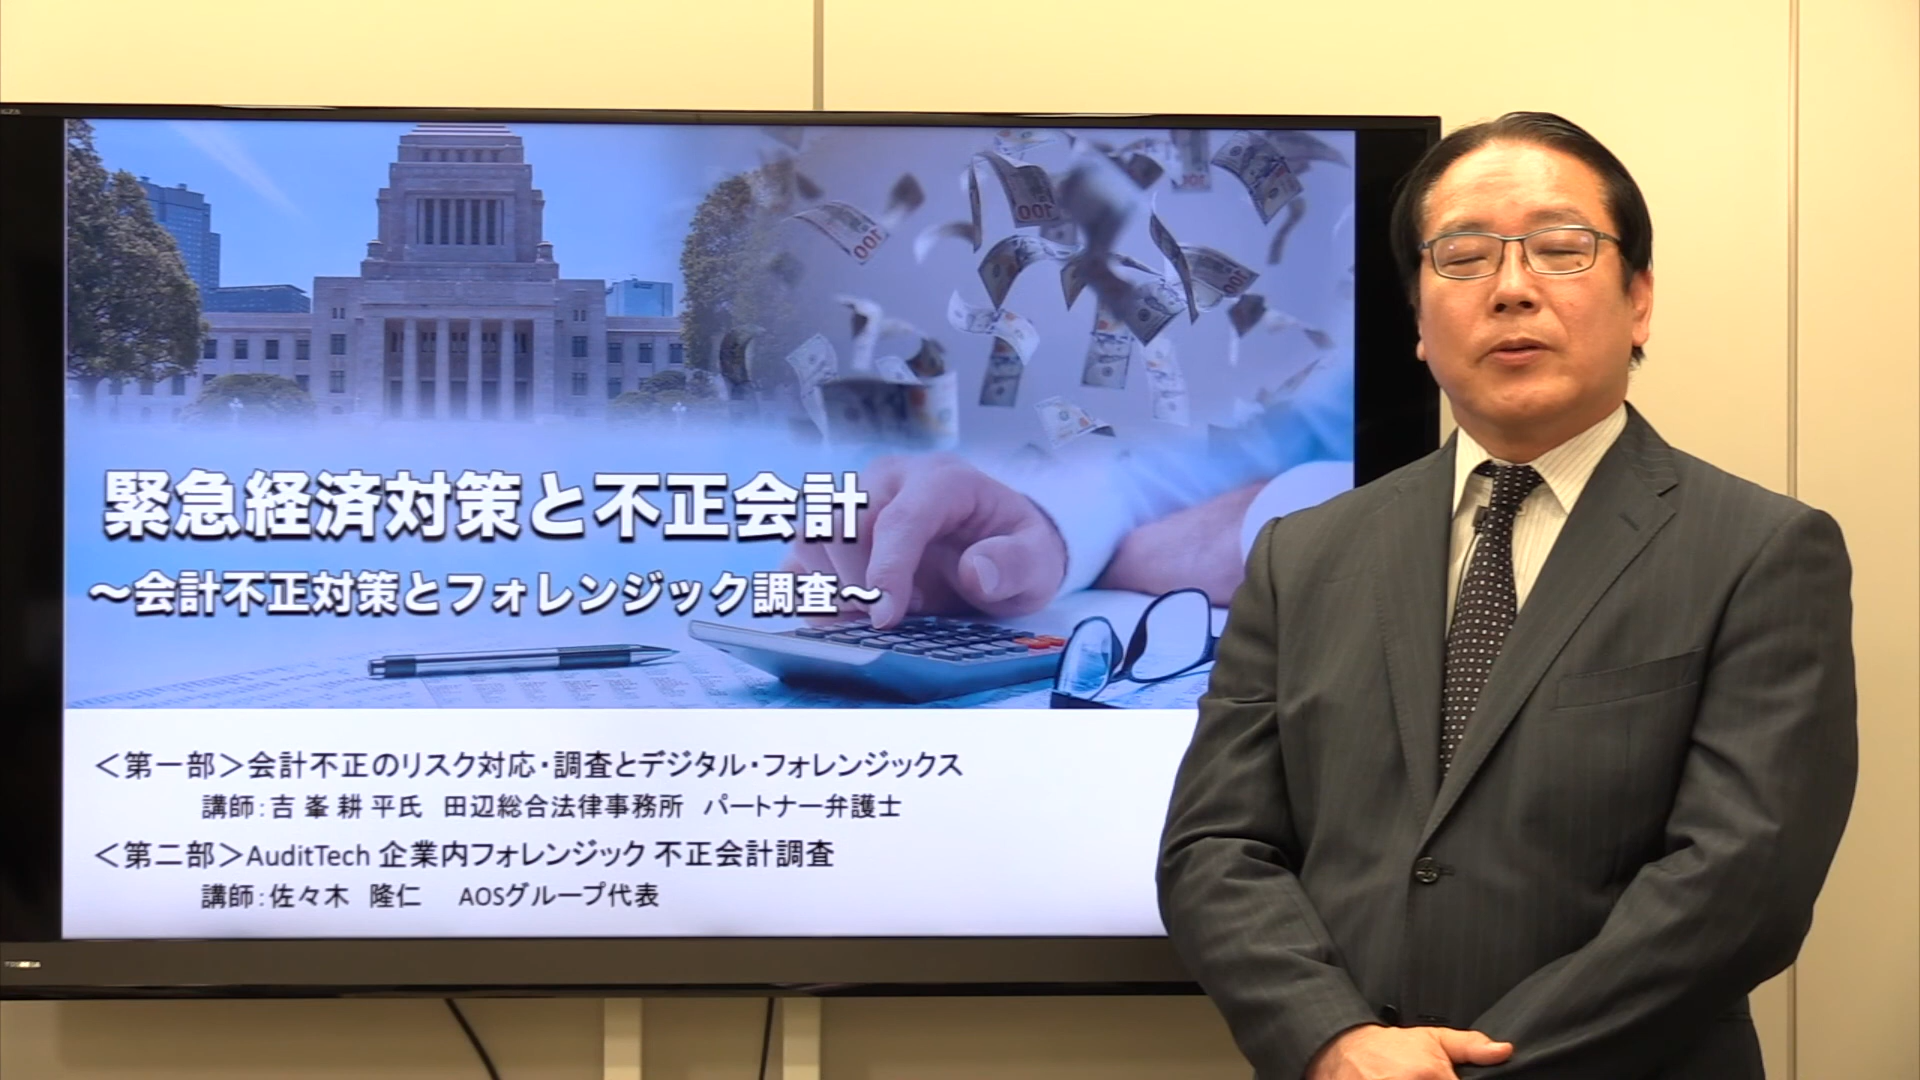 緊急経済対策と不正会計
～会計不正対策とフォレンジック調査～
＜第一部＞会計不正のリスク対応・調査とデジタル・フォレンジックス
講師：吉 峯 耕 平氏　田辺総合法律事務所　パートナー弁護士
＜第二部＞AuditTech 企業内フォレンジック 不正会計調査
講師：佐々木　隆仁　AOSグループ代表
TOSHIBA